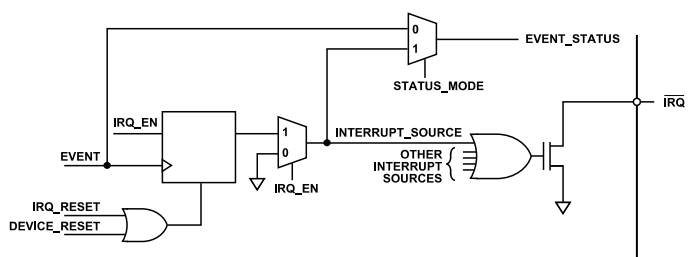 0
1
EVENT_STATUS
STATUS_MODE
IRQ_EN
EVENT
1
0
IRQ_EN
INTERRUPT_SOURCE
OTHER
INTERRUPT
SOURCES
IRQ
IRQ_RESET
DEVICE_RESET